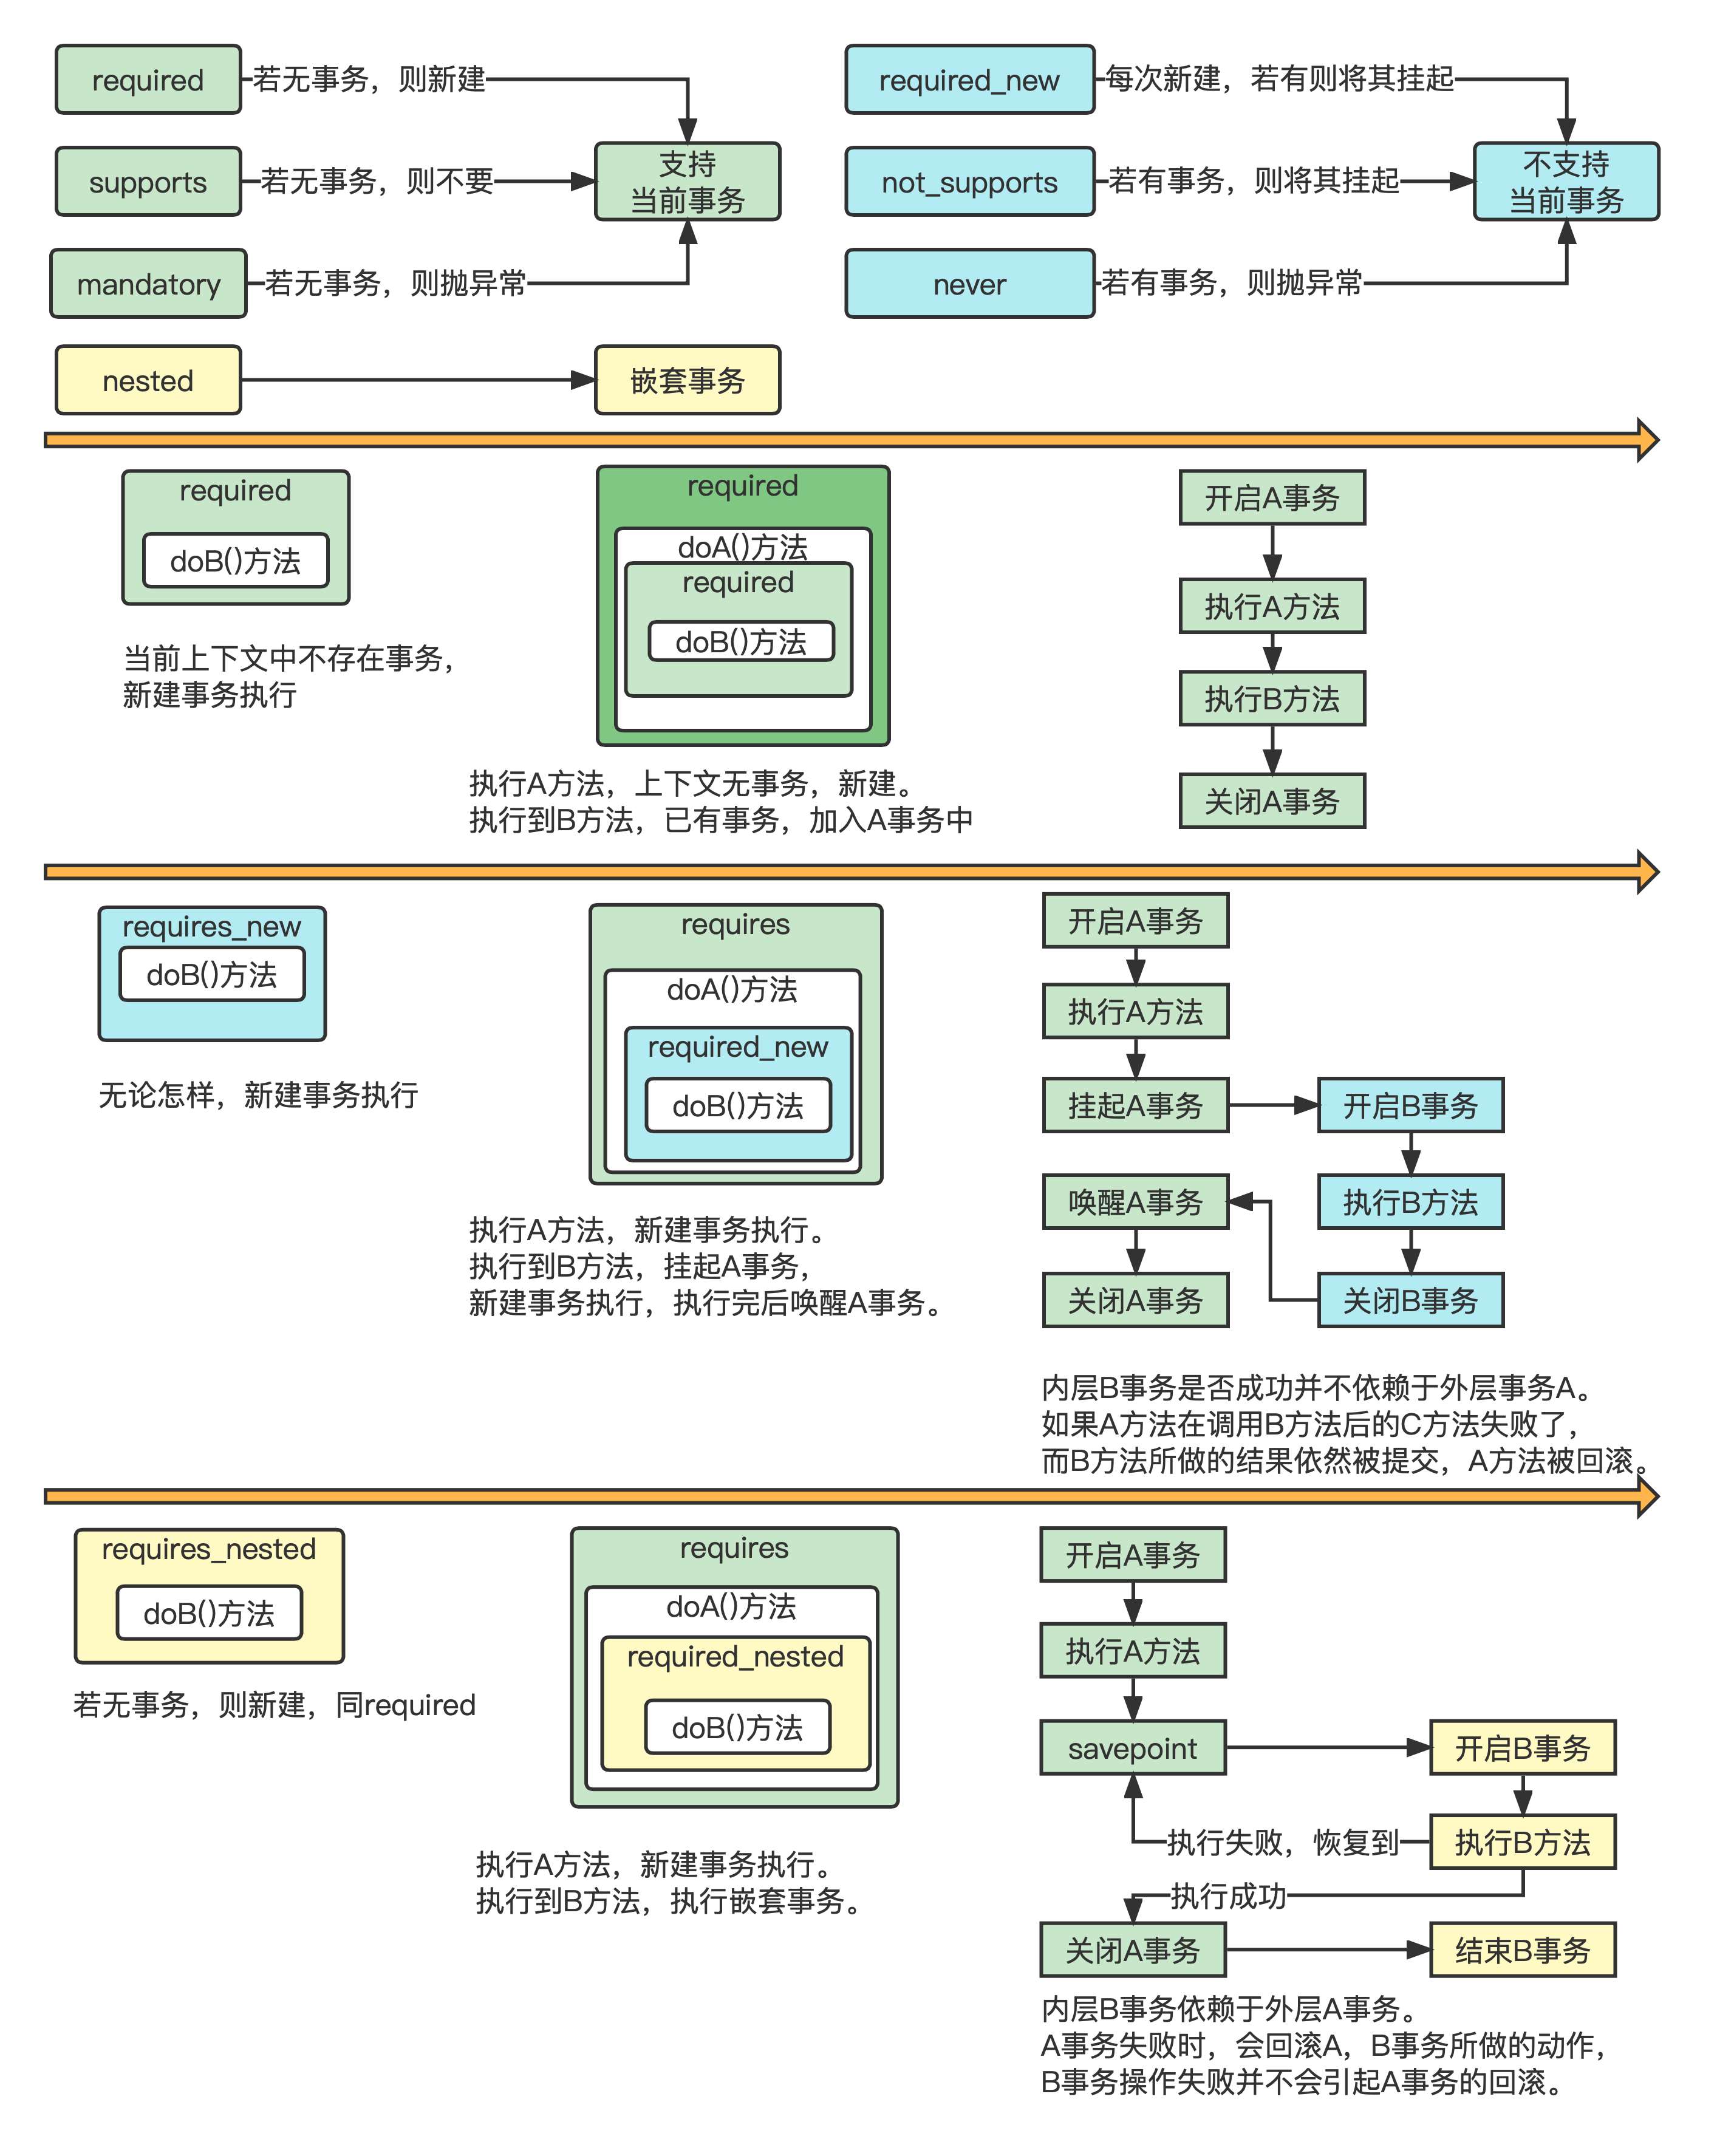 required
若无事务，则新建
supports
若无事务，则不要
mandatory
若无事务，则抛异常
支持
当前事务
nested
嵌套事务
required_new
每次新建，若有则将其挂起
not_supports
若有事务，则将其挂起
never
若有事务，则抛异常
不支持
当前事务
required
doB()方法
当前上下文中不存在事务，
新建事务执行
required
doA()方法
required
doB()方法
执行A方法，上下文无事务，新建。
执行到B方法，已有事务，加入A事务中
开启A事务
执行A方法
执行B方法
关闭A事务
requires_new
doB()方法
无论怎样，新建事务执行
requires
doA()方法
required_new
doB()方法
执行A方法，新建事务执行。
执行到B方法，挂起A事务，
新建事务执行，执行完后唤醒A事务。
开启A事务
执行A方法
挂起A事务
开启B事务
唤醒A事务
执行B方法
关闭A事务
关闭B事务
内层B事务是否成功并不依赖于外层事务A。
如果A方法在调用B方法后的C方法失败了，
而B方法所做的结果依然被提交，A方法被回滚。
requires_nested
doB()方法
若无事务，则新建，同required
requires
doA()方法
required_nested
doB()方法
执行A方法，新建事务执行。
执行到B方法，执行嵌套事务。
开启A事务
执行A方法
savepoint
开启B事务
执行失败，恢复到
执行B方法
执行成功
关闭A事务
结束B事务
内层B事务依赖于外层A事务。
A事务失败时，会回滚A，B事务所做的动作，
B事务操作失败并不会引起A事务的回滚。